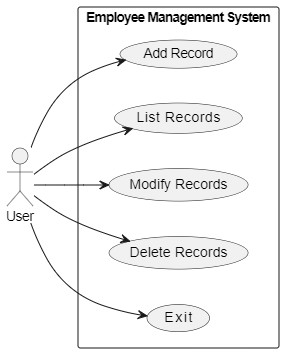 Employee Management System
Add Record
List Records
Modify Records
User
Delete Records
Exit